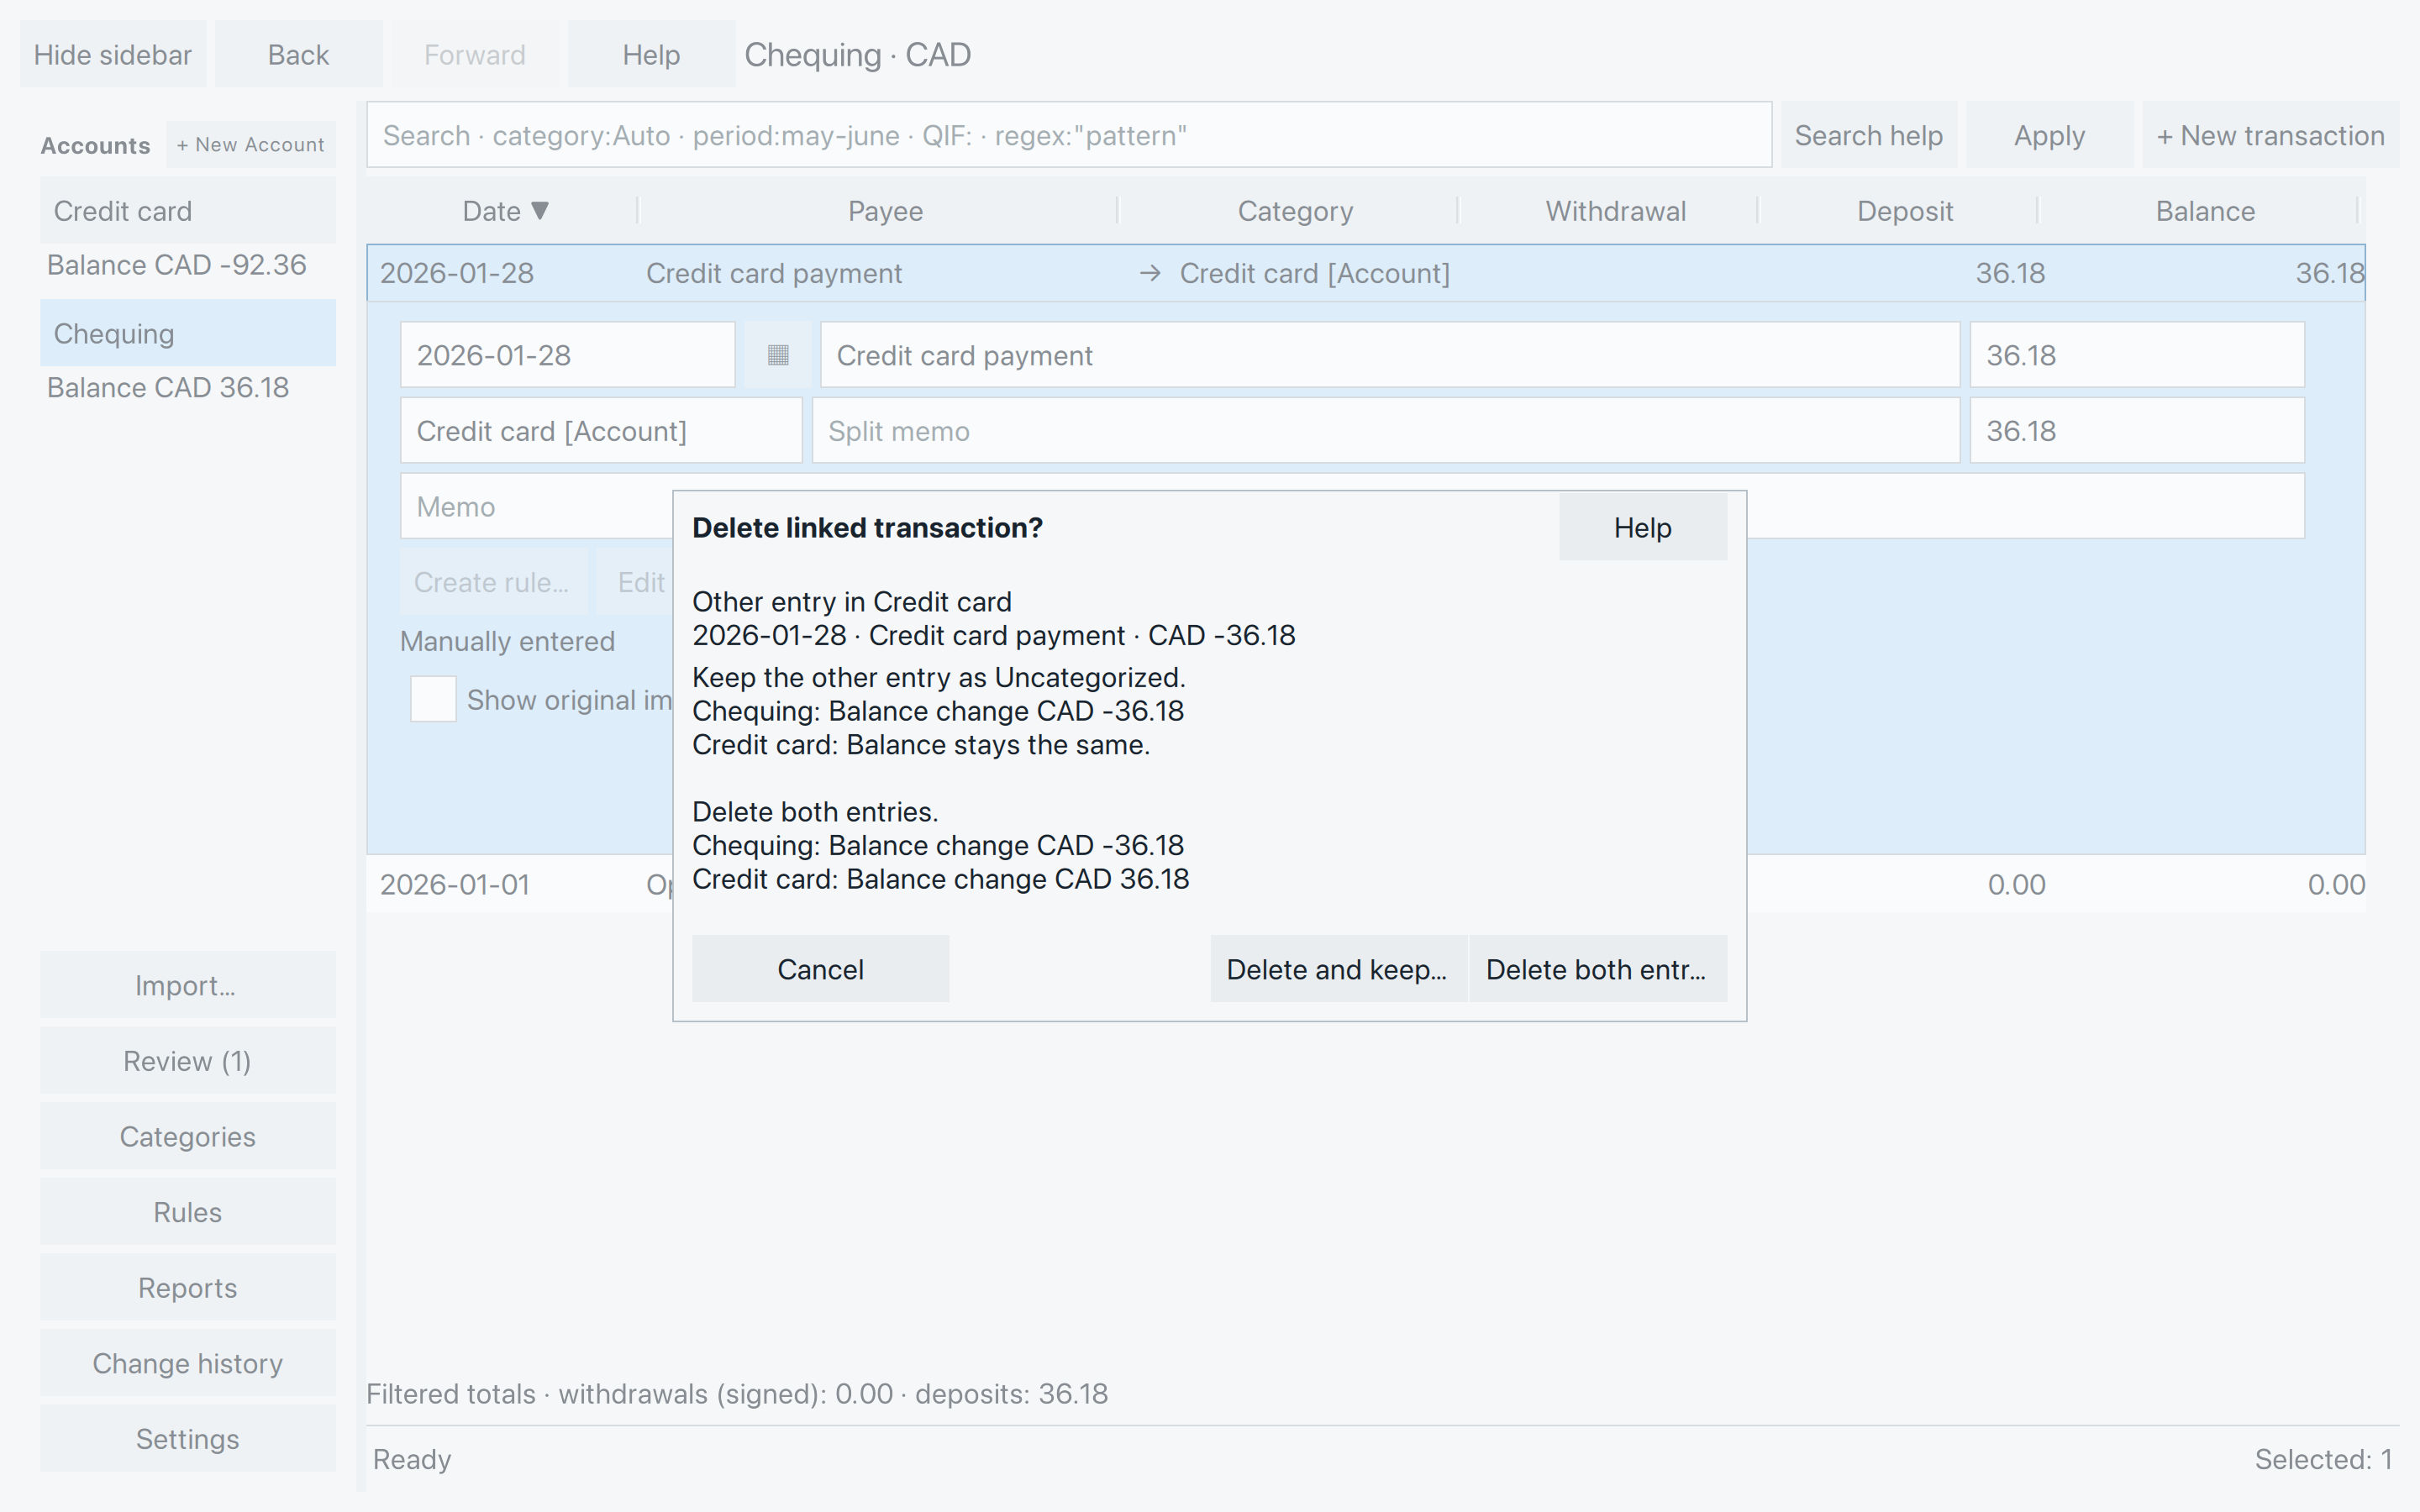 Hide sidebar
Back
Forward
Help
Chequing · CAD
Accounts
+ New Account
Search · category:Auto · period:may-june · QIF: · regex:"pattern"
Search help
Apply
+ New transaction
Credit card
Balance CAD -92.36
Chequing
Balance CAD 36.18
Date ▼ Payee Category Withdrawal Deposit Balance
2026-01-28 Credit card payment → Credit card [Account] 36.18 36.18
2026-01-28 Credit card payment 36.18
Credit card [Account] Split memo 36.18
Memo
Create rule… Edit
Manually entered
Show original im
Delete linked transaction?
Help
Other entry in Credit card
2026-01-28 · Credit card payment · CAD -36.18
Keep the other entry as Uncategorized.
Chequing: Balance change CAD -36.18
Credit card: Balance stays the same.
Delete both entries.
Chequing: Balance change CAD -36.18
Credit card: Balance change CAD 36.18
Cancel
Delete and keep…
Delete both entr…
2026-01-01 0.00 0.00
Import…
Review (1)
Categories
Rules
Reports
Change history
Settings
Filtered totals · withdrawals (signed): 0.00 · deposits: 36.18
Ready
Selected: 1